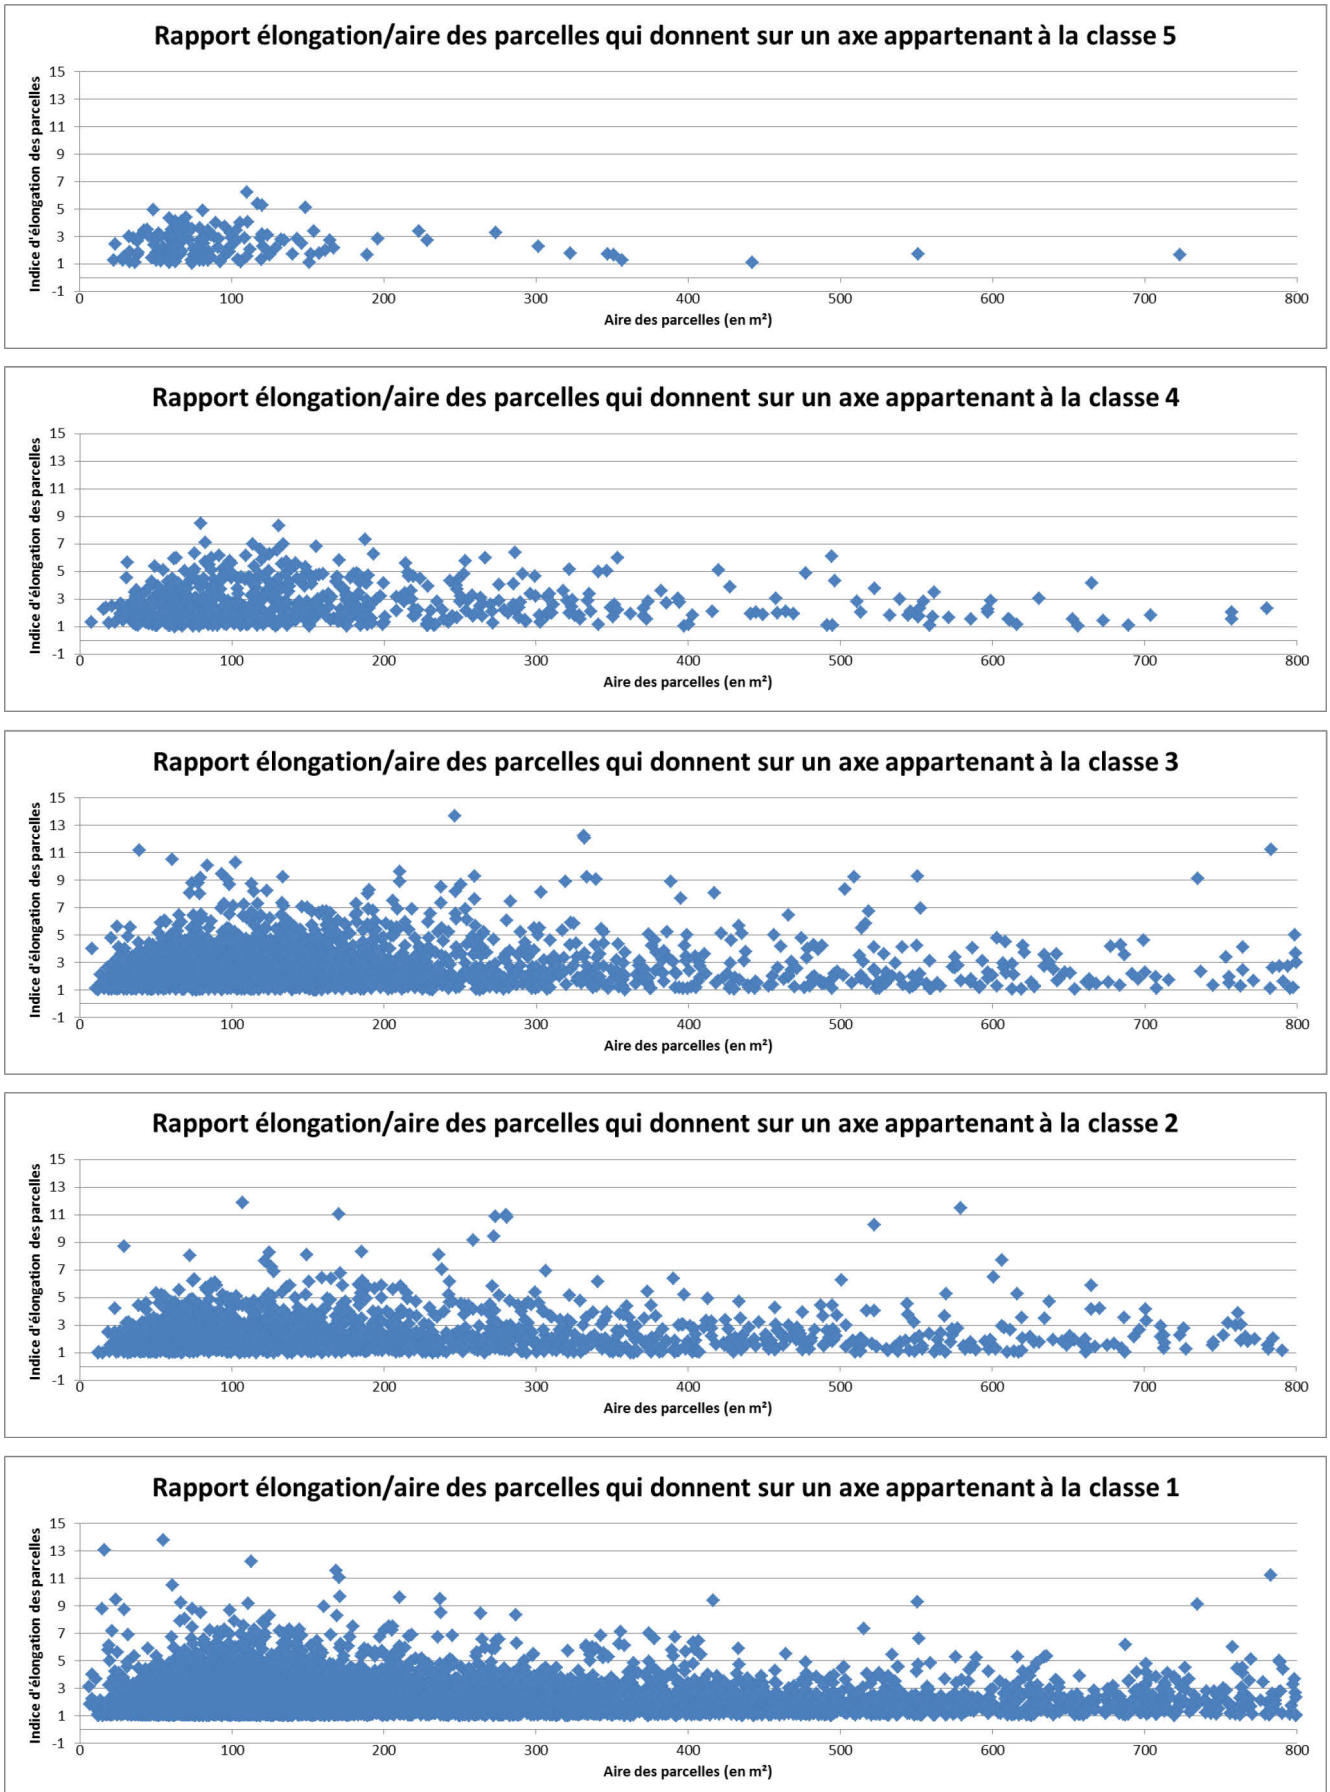 Rapport élongation/aire des parcelles qui donnent sur un axe appartenant à la classe 5
Indice d'élongation des parcelles
15
13
11
9
7
5
3
1
-1
0 100 200 300 400 500 600 700 800
Aire des parcelles (en m²)
Rapport élongation/aire des parcelles qui donnent sur un axe appartenant à la classe 4
Indice d'élongation des parcelles
15
13
11
9
7
5
3
1
-1
0 100 200 300 400 500 600 700 800
Aire des parcelles (en m²)
Rapport élongation/aire des parcelles qui donnent sur un axe appartenant à la classe 3
Indice d'élongation des parcelles
15
13
11
9
7
5
3
1
-1
0 100 200 300 400 500 600 700 800
Aire des parcelles (en m²)
Rapport élongation/aire des parcelles qui donnent sur un axe appartenant à la classe 2
Indice d'élongation des parcelles
15
13
11
9
7
5
3
1
-1
0 100 200 300 400 500 600 700 800
Aire des parcelles (en m²)
Rapport élongation/aire des parcelles qui donnent sur un axe appartenant à la classe 1
Indice d'élongation des parcelles
15
13
11
9
7
5
3
1
-1
0 100 200 300 400 500 600 700 800
Aire des parcelles (en m²)